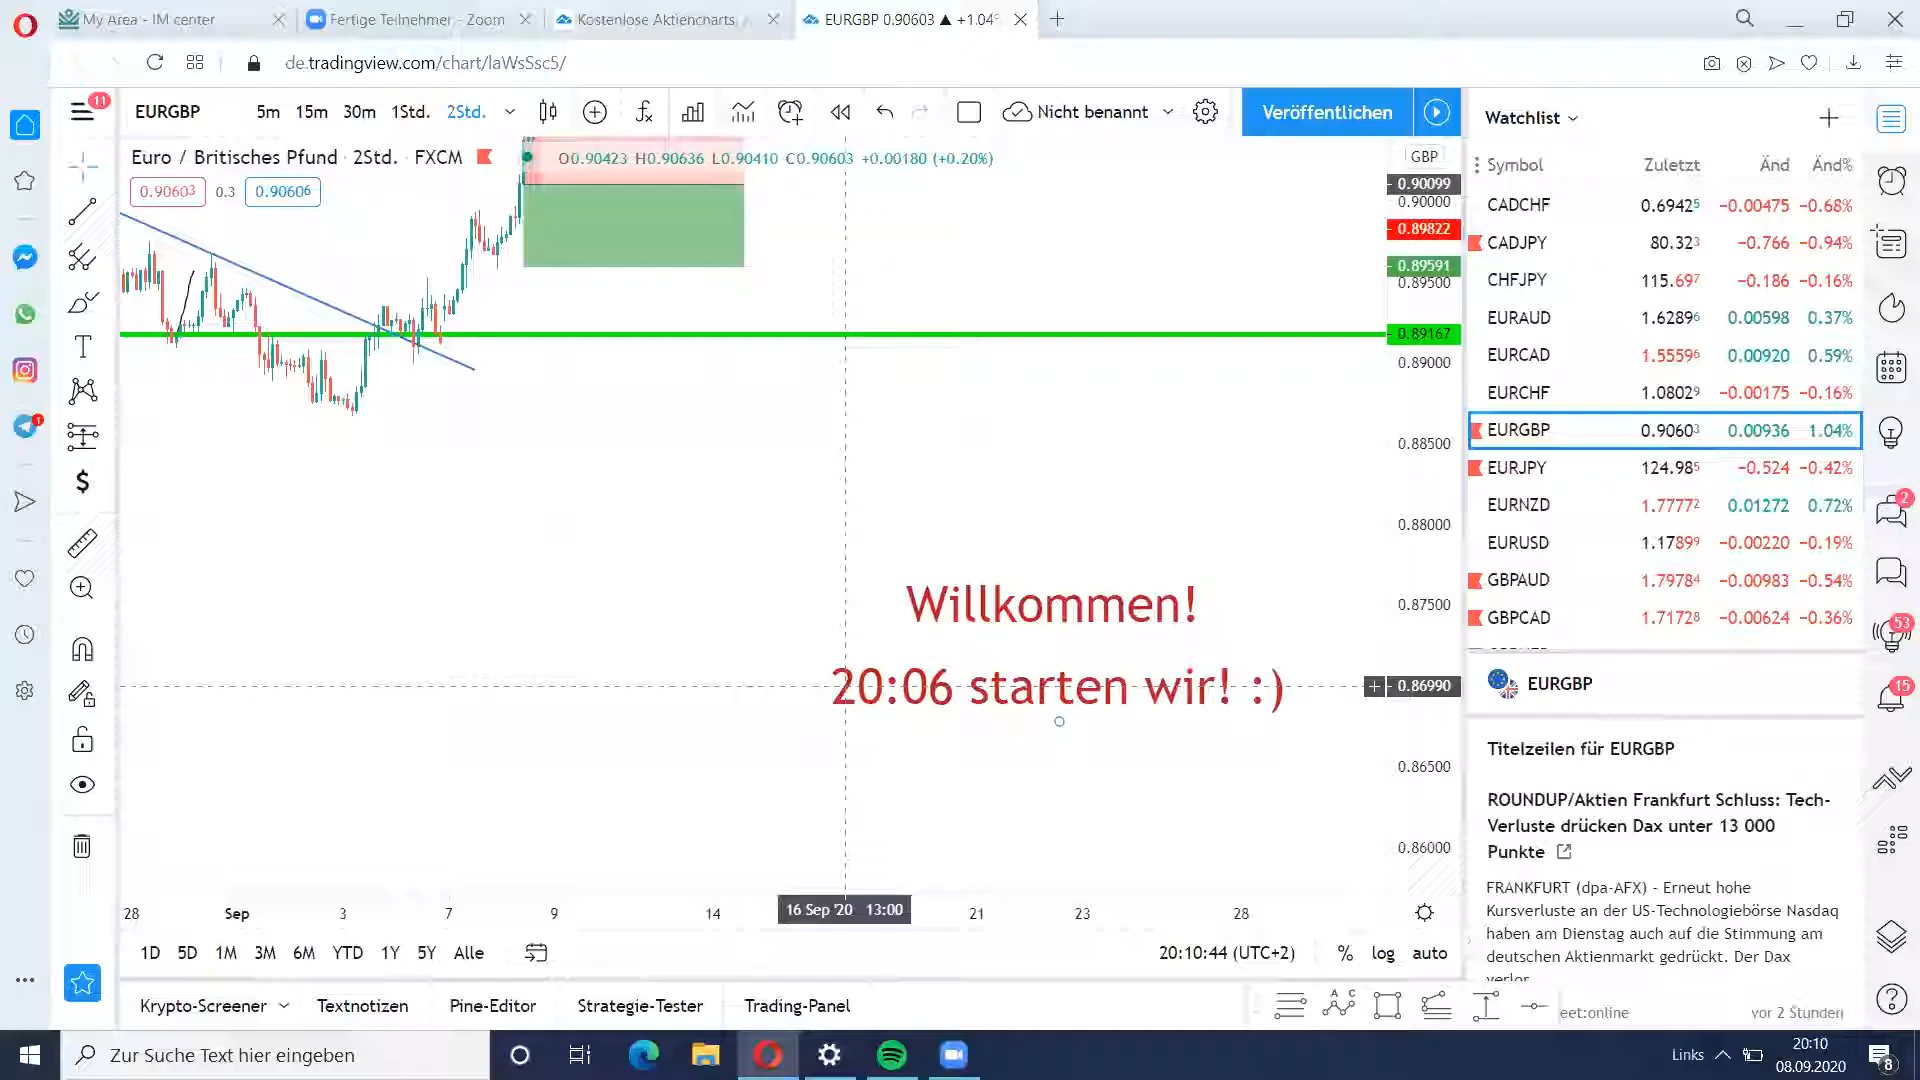 My Area - IM center
Fertige Teilnehmer - Zoom
Kostenlose Aktiencharts,
EURGBP 0.90603 ▲ +1.04%
de.tradingview.com/chart/laWsSsc5/
11
EURGBP 5m 15m 30m 1Std. 2Std. Nicht benannt Veröffentlichen
Euro / Britisches Pfund · 2Std. · FXCM O0.90423 H0.90636 L0.90410 C0.90603 +0.00180 (+0.20%)
0.90603 0.3 0.90606
GBP
0.90099
0.90000
0.89822
0.89591
0.89500
0.89167
0.89000
0.88500
0.88000
0.87500
0.86990
0.86500
0.86000
Willkommen!
20:06 starten wir! :)
28 Sep 3 7 9 14 16 Sep '20 13:00 21 23 28
1D 5D 1M 3M 6M YTD 1Y 5Y Alle 20:10:44 (UTC+2) % log auto
Krypto-Screener Textnotizen Pine-Editor Strategie-Tester Trading-Panel
Watchlist
Symbol Zuletzt Änd Änd%
CADCHF 0.69425 −0.00475 −0.68%
CADJPY 80.323 −0.766 −0.94%
CHFJPY 115.697 −0.186 −0.16%
EURAUD 1.62896 0.00598 0.37%
EURCAD 1.55596 0.00920 0.59%
EURCHF 1.08029 −0.00175 −0.16%
EURGBP 0.90603 0.00936 1.04%
EURJPY 124.985 −0.524 −0.42%
EURNZD 1.77772 0.01272 0.72%
EURUSD 1.17899 −0.00220 −0.19%
GBPAUD 1.79784 −0.00983 −0.54%
GBPCAD 1.71728 −0.00624 −0.36%
EURGBP
Titelzeilen für EURGBP
ROUNDUP/Aktien Frankfurt Schluss: Tech-
Verluste drücken Dax unter 13 000
Punkte
FRANKFURT (dpa-AFX) - Erneut hohe
Kursverluste an der US-Technologiebörse Nasdaq
haben am Dienstag auch auf die Stimmung am
deutschen Aktienmarkt gedrückt. Der Dax
verlor
eet:online vor 2 Stunden
1
2
53
15
Zur Suche Text hier eingeben
Links
20:10
08.09.2020
8